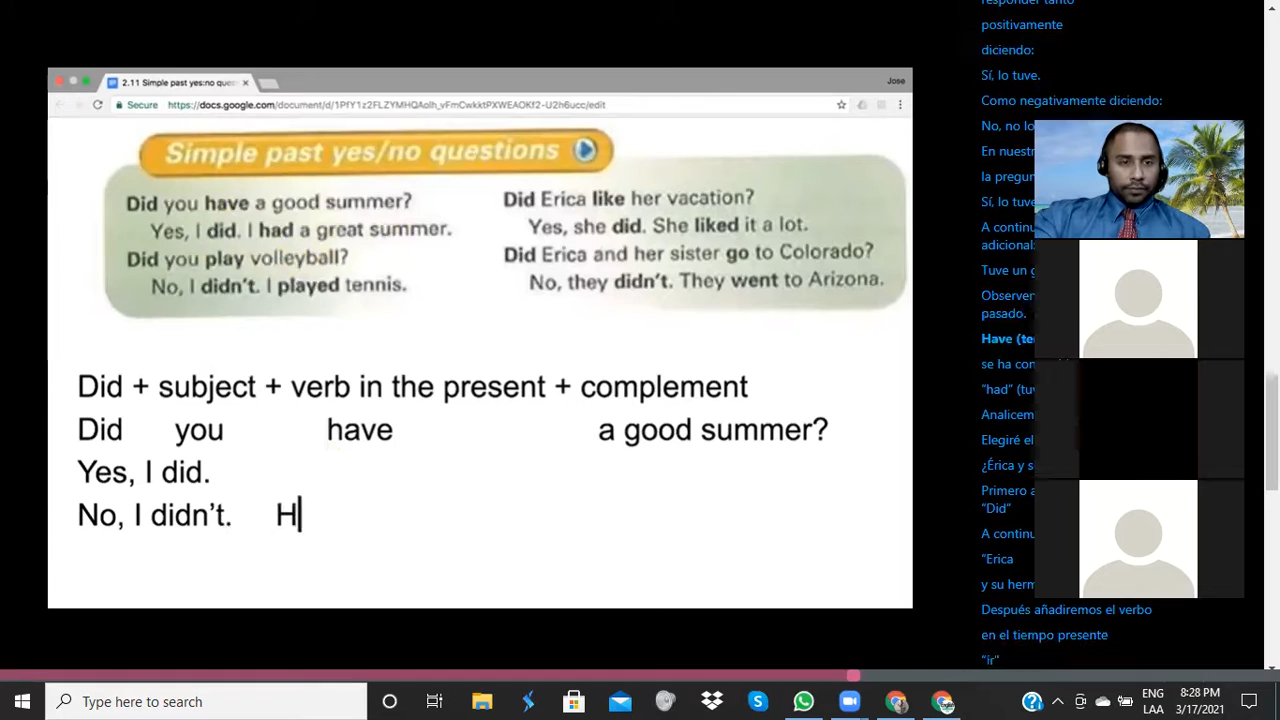 2.11 Simple past yes:no ques
Jose
Secure
https://docs.google.com/document/d/
Simple past yes/no questions
Did you have a good summer?
Yes, I did. I had a great summer.
Did you play volleyball?
No, I didn't. I played tennis.
Did Erica like her vacation?
Yes, she did. She liked it a lot.
Did Erica and her sister go to Colorado?
No, they didn't. They went to Arizona.
Did + subject + verb in the present + complement
Did you have a good summer?
Yes, I did.
No, I didn't. H
responder tanto
positivamente
diciendo:
Sí, lo tuve.
Como negativamente diciendo:
No, no lo
En nuestr
la pregun
Sí, lo tuve
A continu
adicional:
Tuve un g
Observen
pasado.
Have (te
se ha con
"had" (tuv
Analicem
Elegiré el
¿Érica y s
Primero a
"Did"
A continu
"Erica
y su herm
Después añadiremos el verbo
en el tiempo presente
"ir"
Type here to search
ENG
LAA
8:28 PM
3/17/2021